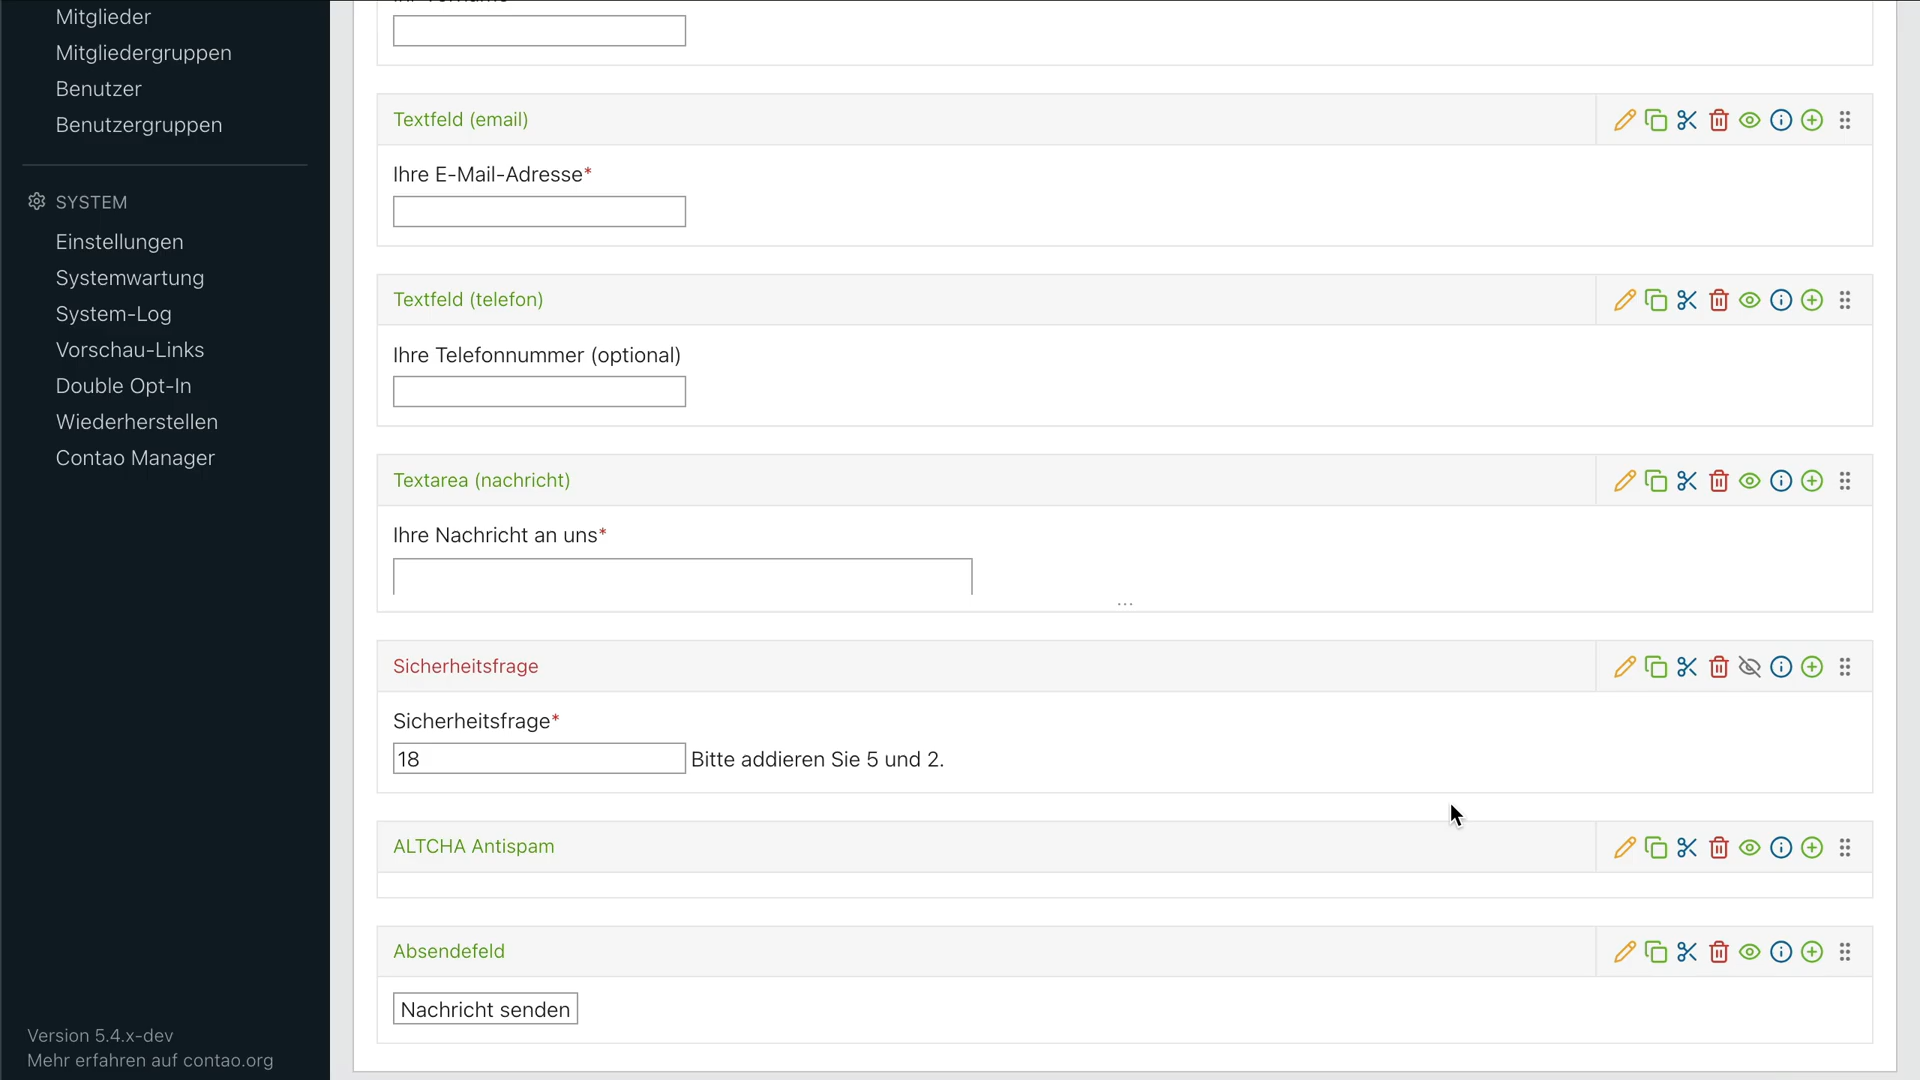 Mitglieder
Mitgliedergruppen
Benutzer
Benutzergruppen
SYSTEM
Einstellungen
Systemwartung
System-Log
Vorschau-Links
Double Opt-In
Wiederherstellen
Contao Manager
Version 5.4.x-dev
Mehr erfahren auf contao.org
Textfeld (email)
Ihre E-Mail-Adresse*
Textfeld (telefon)
Ihre Telefonnummer (optional)
Textarea (nachricht)
Ihre Nachricht an uns*
...
Sicherheitsfrage
Sicherheitsfrage*
18 Bitte addieren Sie 5 und 2.
ALTCHA Antispam
Absendefeld
Nachricht senden